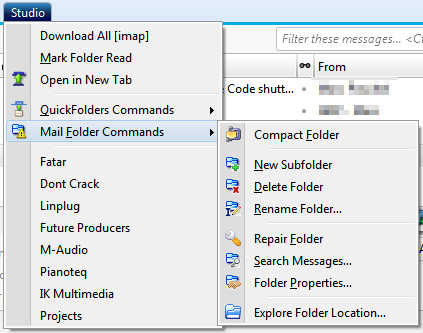 Studio
Download All [imap]
Mark Folder Read
Open in New Tab
QuickFolders Commands
Mail Folder Commands
Fatar
Dont Crack
Linplug
Future Producers
M-Audio
Pianoteq
IK Multimedia
Projects
Filter these messages... <Ct
From
Code shutt...
Compact Folder
New Subfolder
Delete Folder
Rename Folder...
Repair Folder
Search Messages...
Folder Properties...
Explore Folder Location...